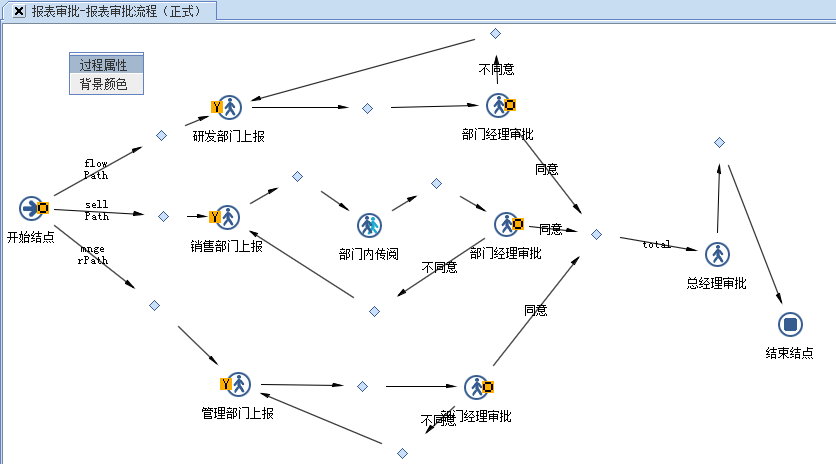 报表审批-报表审批流程（正式）
过程属性
背景颜色
不同意
Y
研发部门上报
部门经理审批
flow
Path
同意
sell
Path
开始结点
Y
销售部门上报
部门内传阅
部门经理审批
同意
不同意
total
总经理审批
mnge
rPath
同意
结束结点
Y
管理部门上报
部门经理审批
不同意